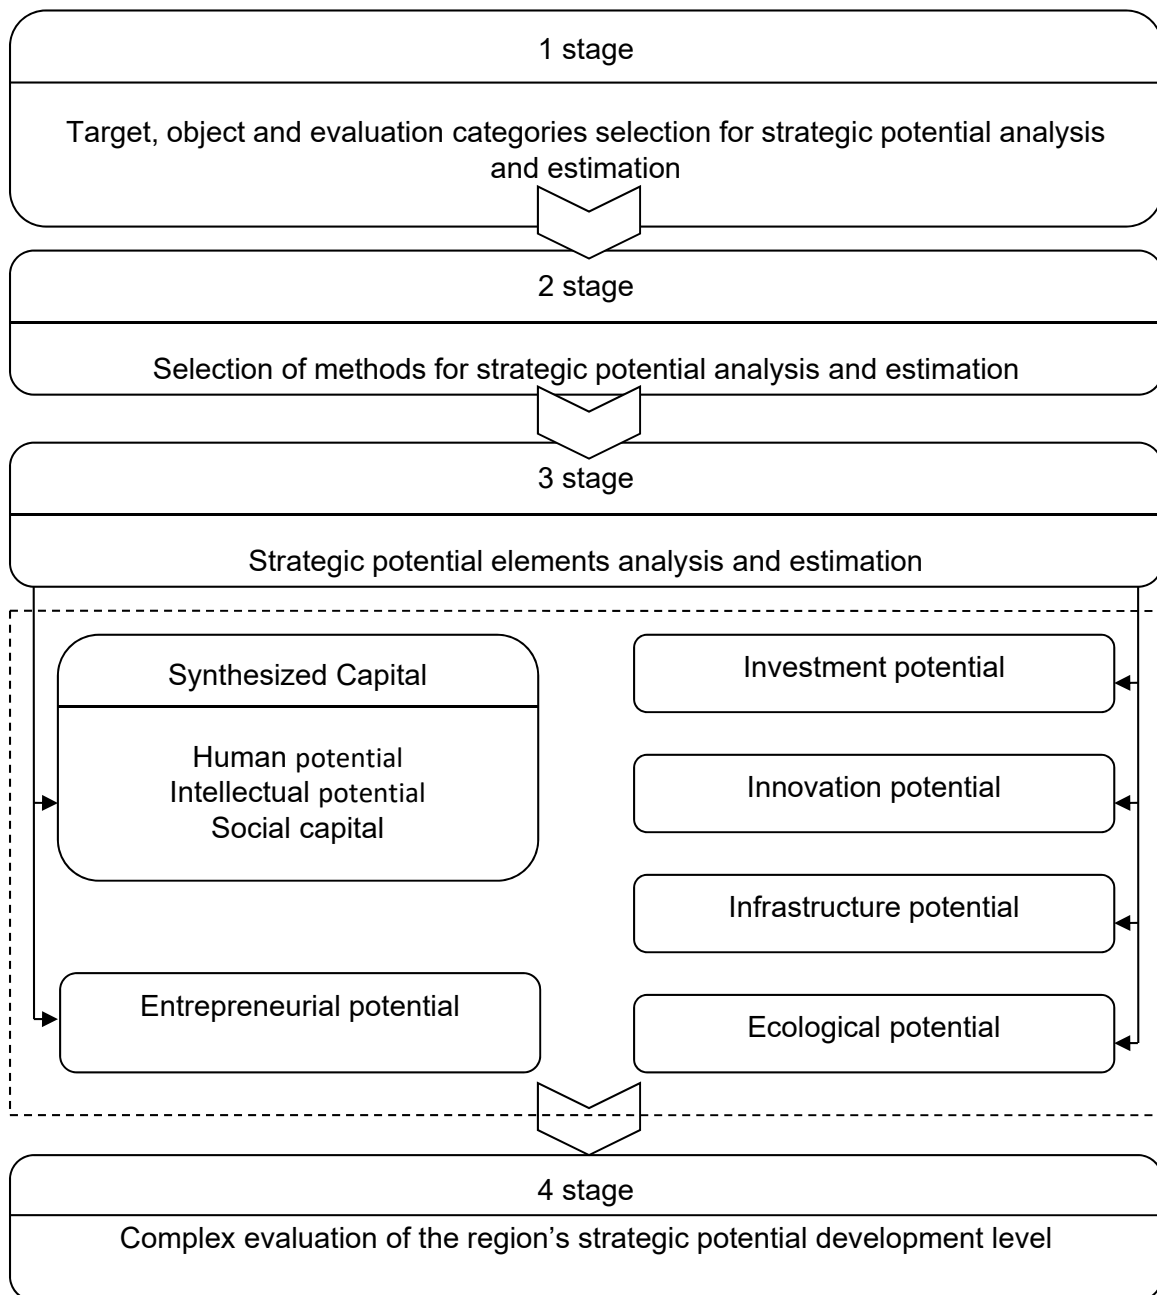 1 stage
Target, object and evaluation categories selection for strategic potential analysis
and estimation
2 stage
Selection of methods for strategic potential analysis and estimation
3 stage
Strategic potential elements analysis and estimation
Synthesized Capital
Human potential
Intellectual potential
Social capital
Entrepreneurial potential
Investment potential
Innovation potential
Infrastructure potential
Ecological potential
4 stage
Complex evaluation of the region’s strategic potential development level